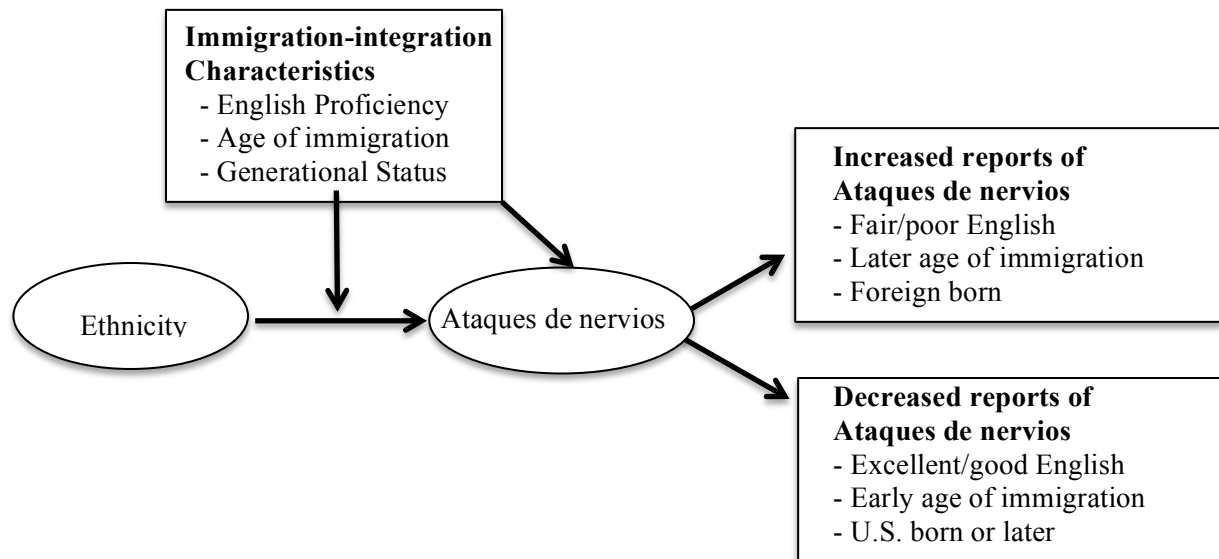 Immigration-integration
Characteristics
- English Proficiency
- Age of immigration
- Generational Status
Ethnicity
Ataques de nervios
Increased reports of
Ataques de nervios
- Fair/poor English
- Later age of immigration
- Foreign born
Decreased reports of
Ataques de nervios
- Excellent/good English
- Early age of immigration
- U.S. born or later